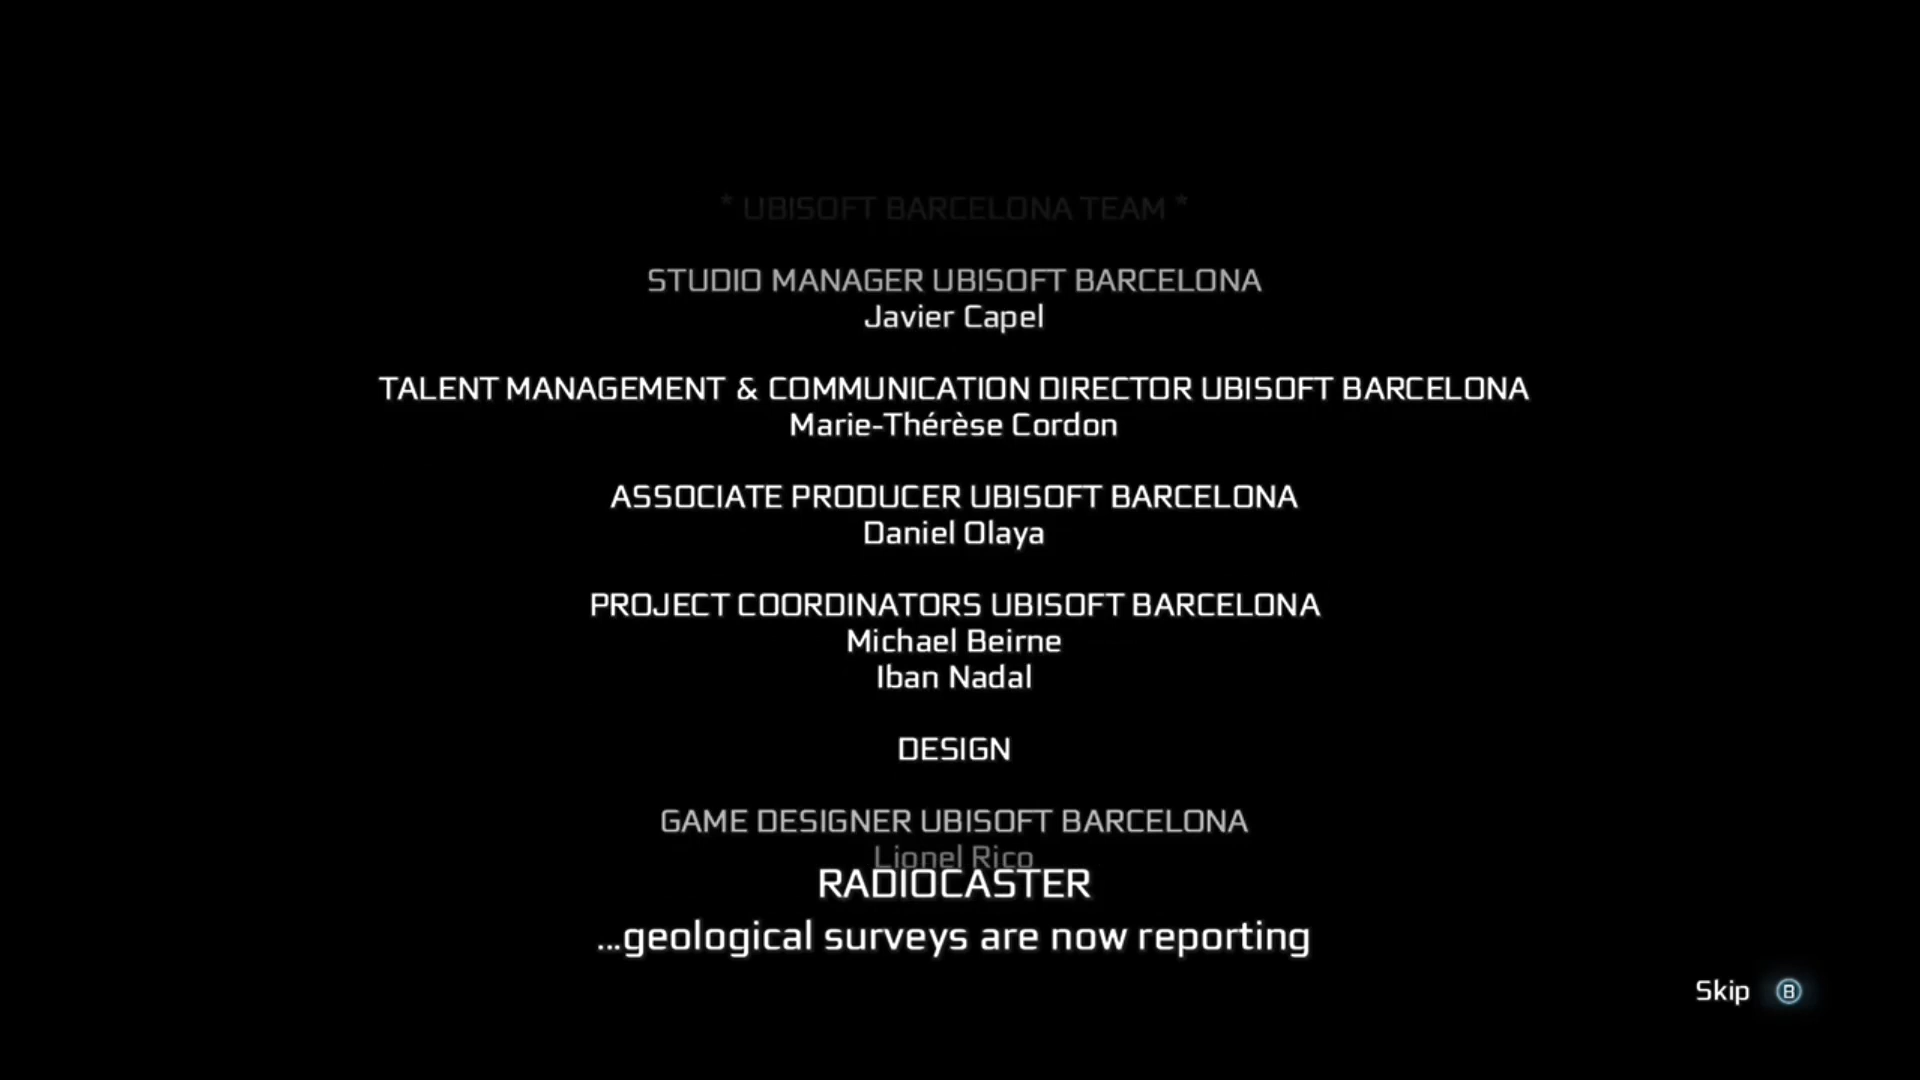 * UBISOFT BARCELONA TEAM *
STUDIO MANAGER UBISOFT BARCELONA
Javier Capel
TALENT MANAGEMENT & COMMUNICATION DIRECTOR UBISOFT BARCELONA
Marie-Thérèse Cordon
ASSOCIATE PRODUCER UBISOFT BARCELONA
Daniel Olaya
PROJECT COORDINATORS UBISOFT BARCELONA
Michael Beirne
Iban Nadal
DESIGN
GAME DESIGNER UBISOFT BARCELONA
Lionel Rico
RADIOCASTER
...geological surveys are now reporting
Skip B